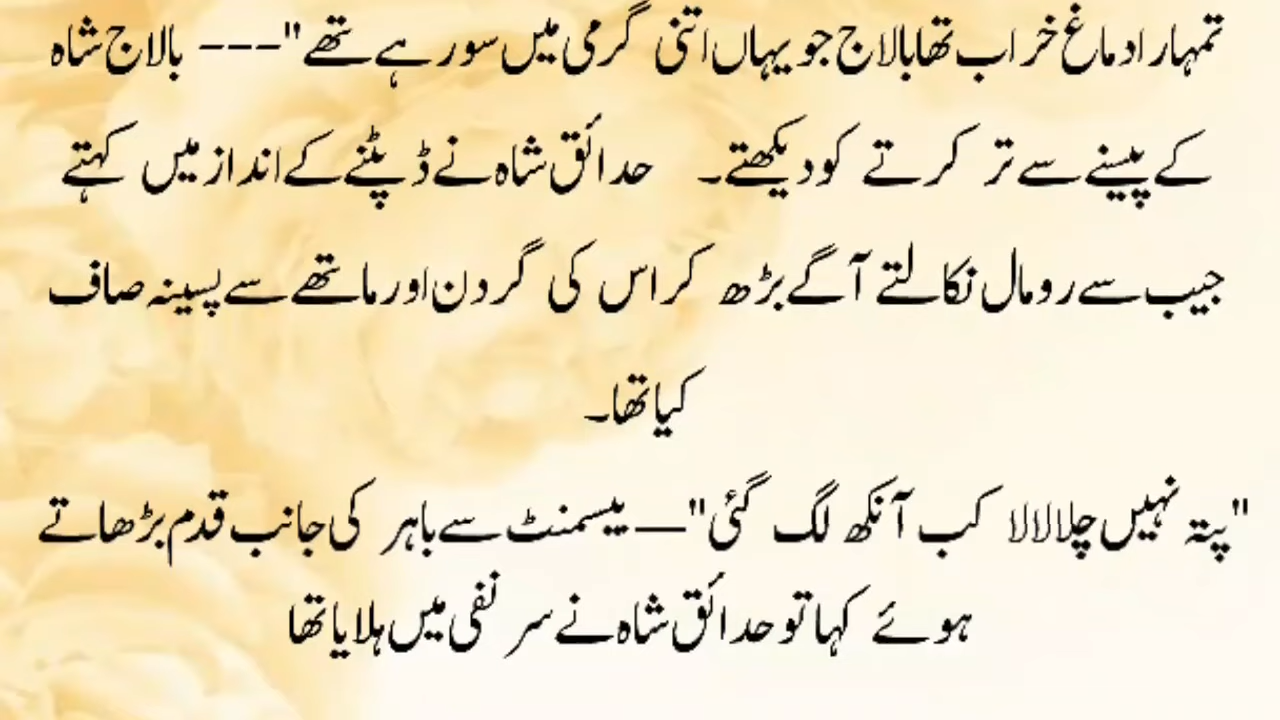 تمہارا دماغ خراب تھا بالاج جو یہاں اتنی گرمی میں سو رہے تھے"--- بالاج شاہ
کے پسینے سے تر کرتے کو دیکھتے۔ حدائق شاہ نے ڈپٹنے کے انداز میں کہتے
جیب سے رومال نکالتے آگے بڑھ کر اس کی گردن اور ماتھے سے پسینہ صاف
کیا تھا۔
"پتہ نہیں چلا لالا کب آنکھ لگ گئی"— بیسمنٹ سے باہر کی جانب قدم بڑھاتے
ہوئے کہا تو حدائق شاہ نے سر نفی میں ہلایا تھا